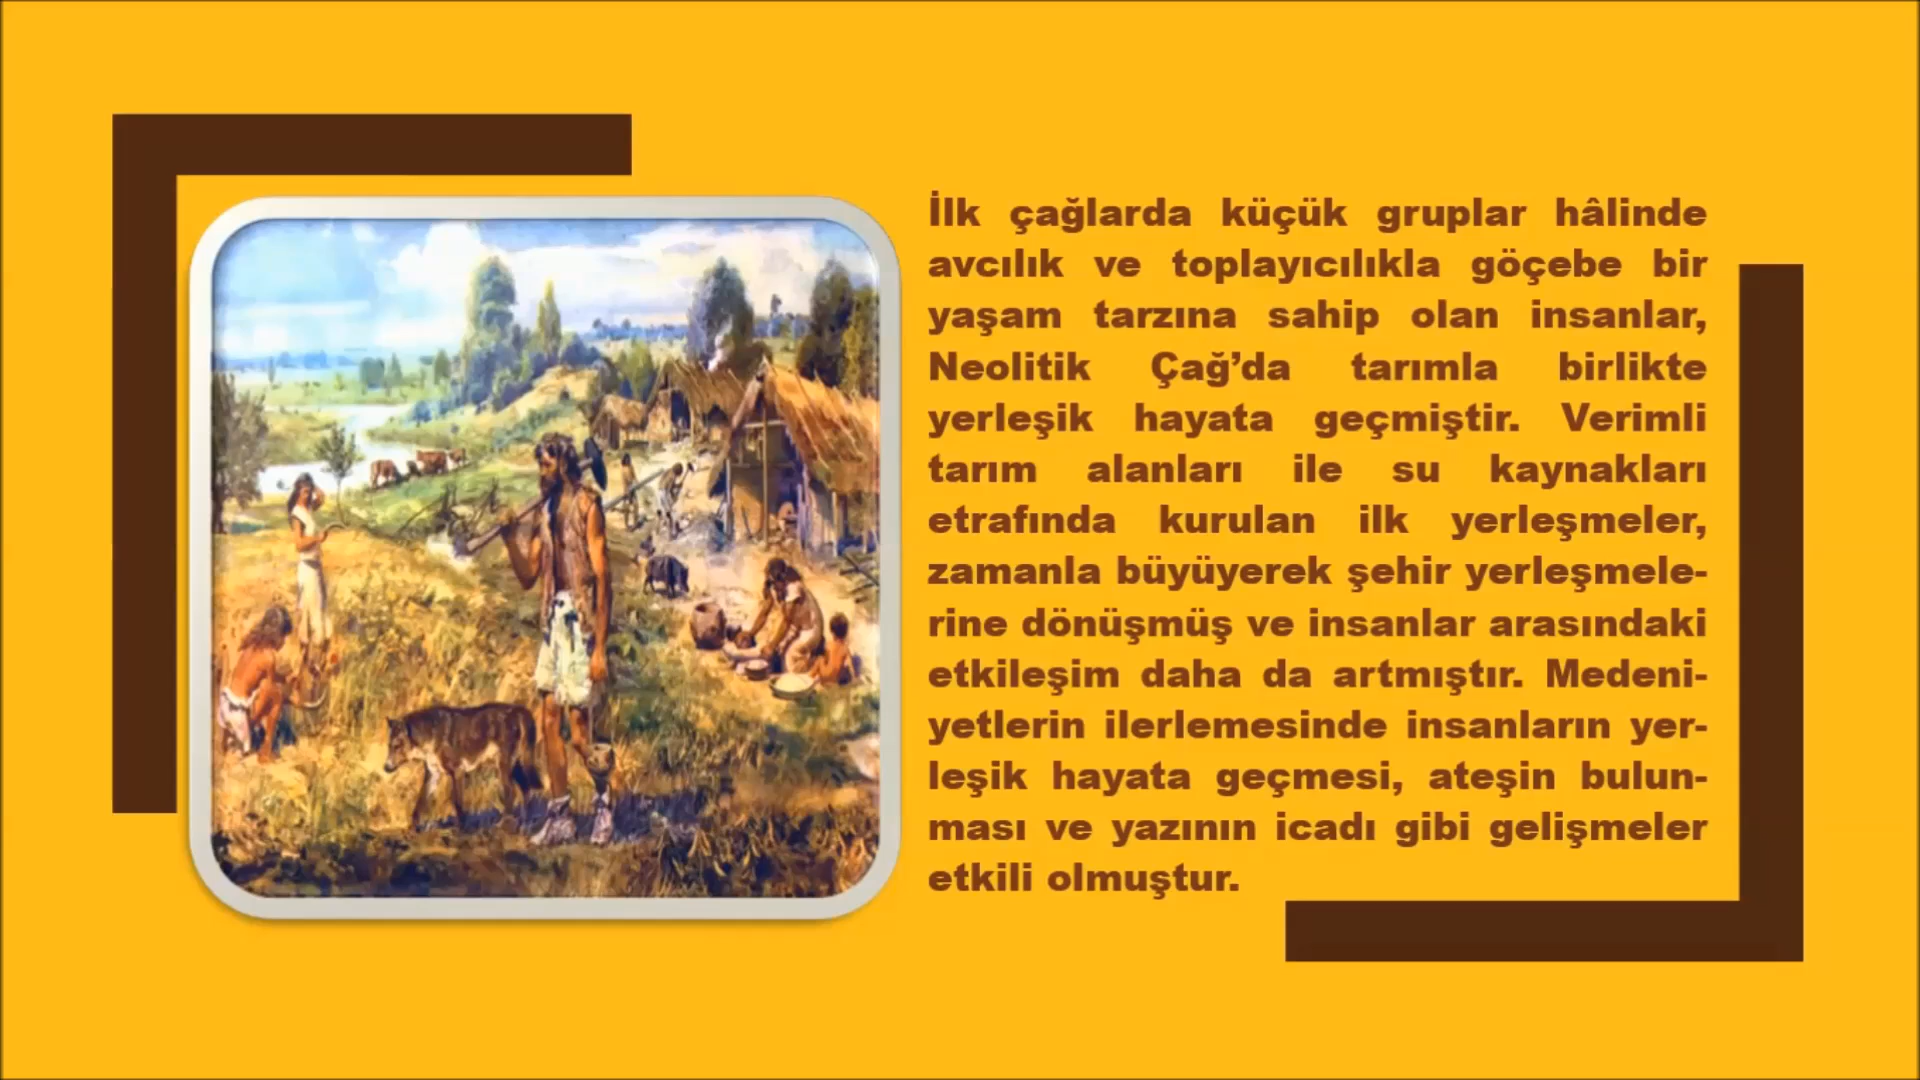 İlk çağlarda küçük gruplar hâlinde
avcılık ve toplayıcılıkla göçebe bir
yaşam tarzına sahip olan insanlar,
Neolitik Çağ’da tarımla birlikte
yerleşik hayata geçmiştir. Verimli
tarım alanları ile su kaynakları
etrafında kurulan ilk yerleşmeler,
zamanla büyüyerek şehir yerleşmele-
rine dönüşmüş ve insanlar arasındaki
etkileşim daha da artmıştır. Medeni-
yetlerin ilerlemesinde insanların yer-
leşik hayata geçmesi, ateşin bulun-
ması ve yazının icadı gibi gelişmeler
etkili olmuştur.